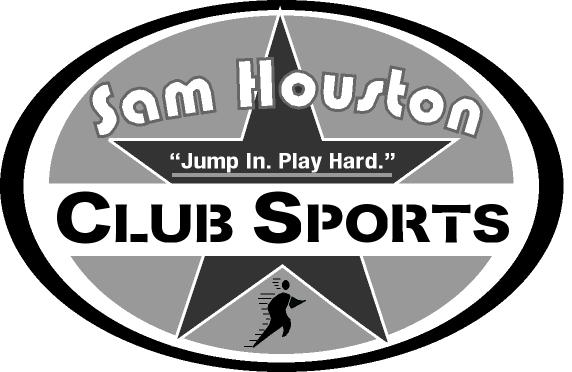 Sam Houston
“Jump In. Play Hard.”
CLUB SPORTS